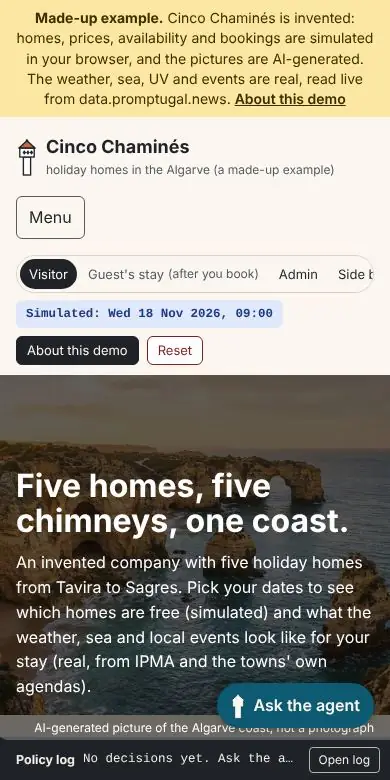 Made-up example. Cinco Chaminés is invented:
homes, prices, availability and bookings are simulated
in your browser, and the pictures are AI-generated.
The weather, sea, UV and events are real, read live
from data.promptugal.news. About this demo
Cinco Chaminés
holiday homes in the Algarve (a made-up example)
Menu
Visitor Guest's stay (after you book) Admin Side b
Simulated: Wed 18 Nov 2026, 09:00
About this demo Reset
Five homes, five
chimneys, one coast.
An invented company with five holiday homes
from Tavira to Sagres. Pick your dates to see
which homes are free (simulated) and what the
weather, sea and local events look like for your
stay (real, from IPMA and the towns' own
agendas).
Ask the agent
AI-generated picture of the Algarve coast, not a photograph
Policy log No decisions yet. Ask the a… Open log